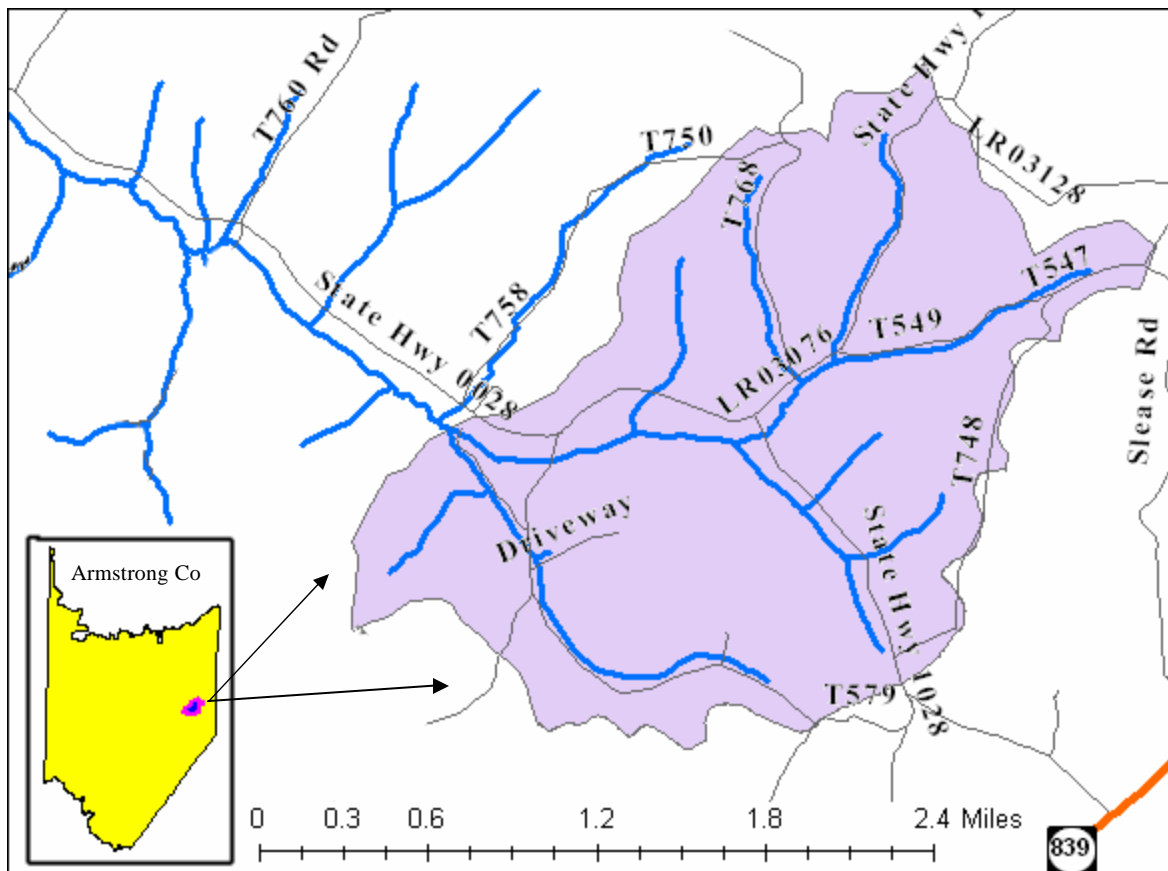 State Hwy
T760 Rd
T750
T768
LR03128
T547
T758
State Hwy 0028
LR03076
T549
Slease Rd
T748
Driveway
State Hwy 1028
T579
Armstrong Co
0 0.3 0.6 1.2 1.8 2.4 Miles
839